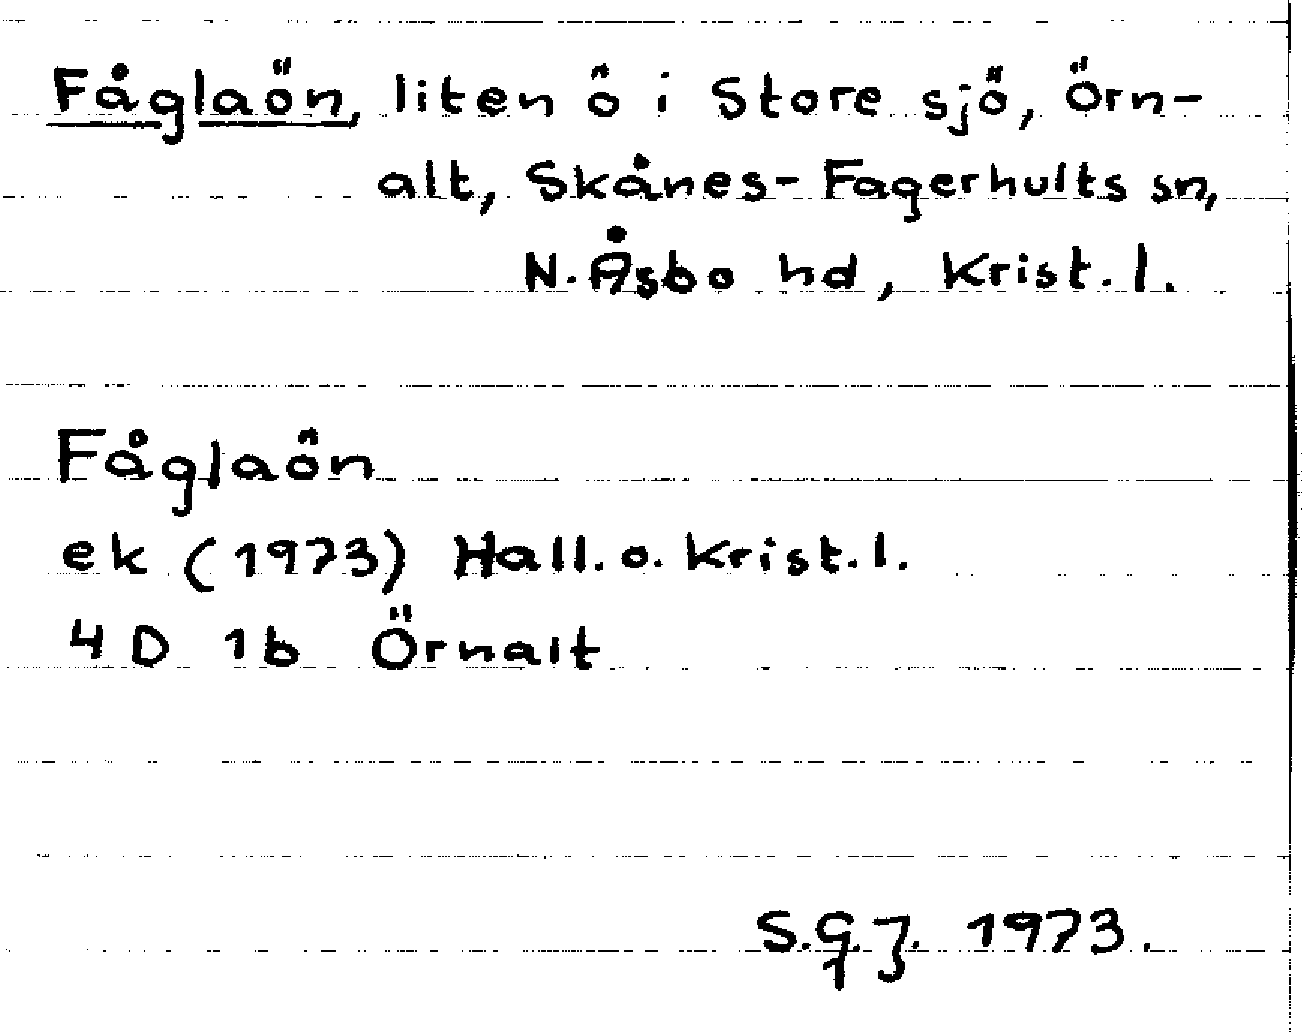 Fåglaön, liten ö i Store sjö, Örn-
alt, Skånes-Fagerhults sn,
N. Åsbo hd, Krist. l.
Fåglaön
ek (1973) Hall. o. Krist. l.
4D 1b Örnalt
S.G.J. 1973.